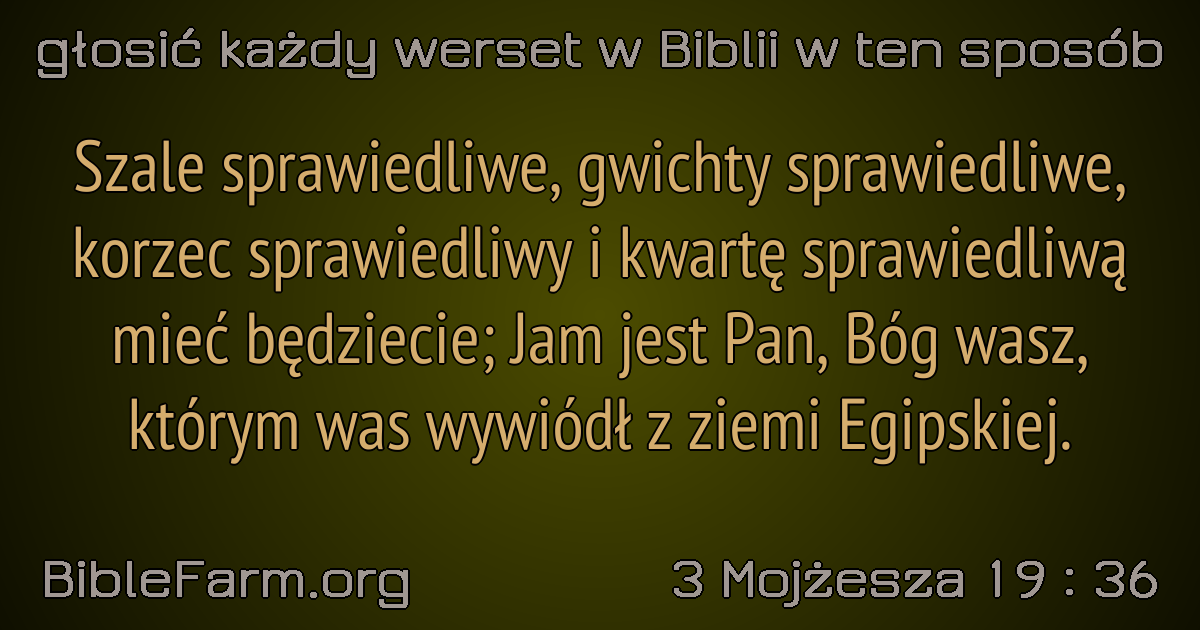 głosić każdy werset w Biblii w ten sposób
Szale sprawiedliwe, gwichty sprawiedliwe,
korzec sprawiedliwy i kwartę sprawiedliwą
mieć będziecie; Jam jest Pan, Bóg wasz,
którym was wywiódł z ziemi Egipskiej.
BibleFarm.org
3 Mojżesza 19 : 36